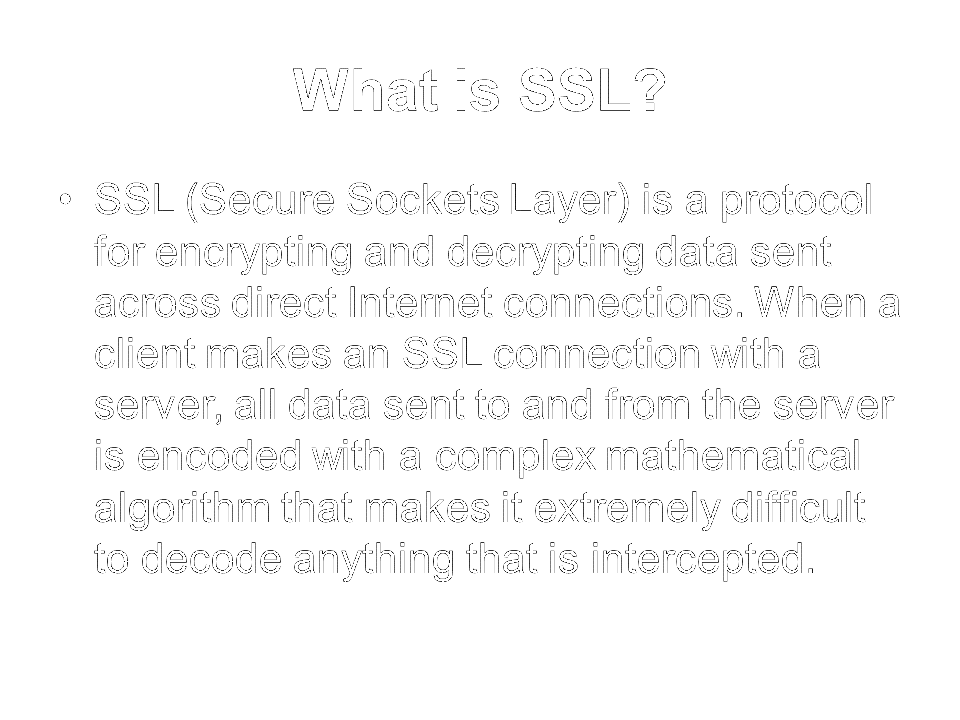 What is SSL?
• SSL (Secure Sockets Layer) is a protocol
for encrypting and decrypting data sent
across direct Internet connections. When a
client makes an SSL connection with a
server, all data sent to and from the server
is encoded with a complex mathematical
algorithm that makes it extremely difficult
to decode anything that is intercepted.